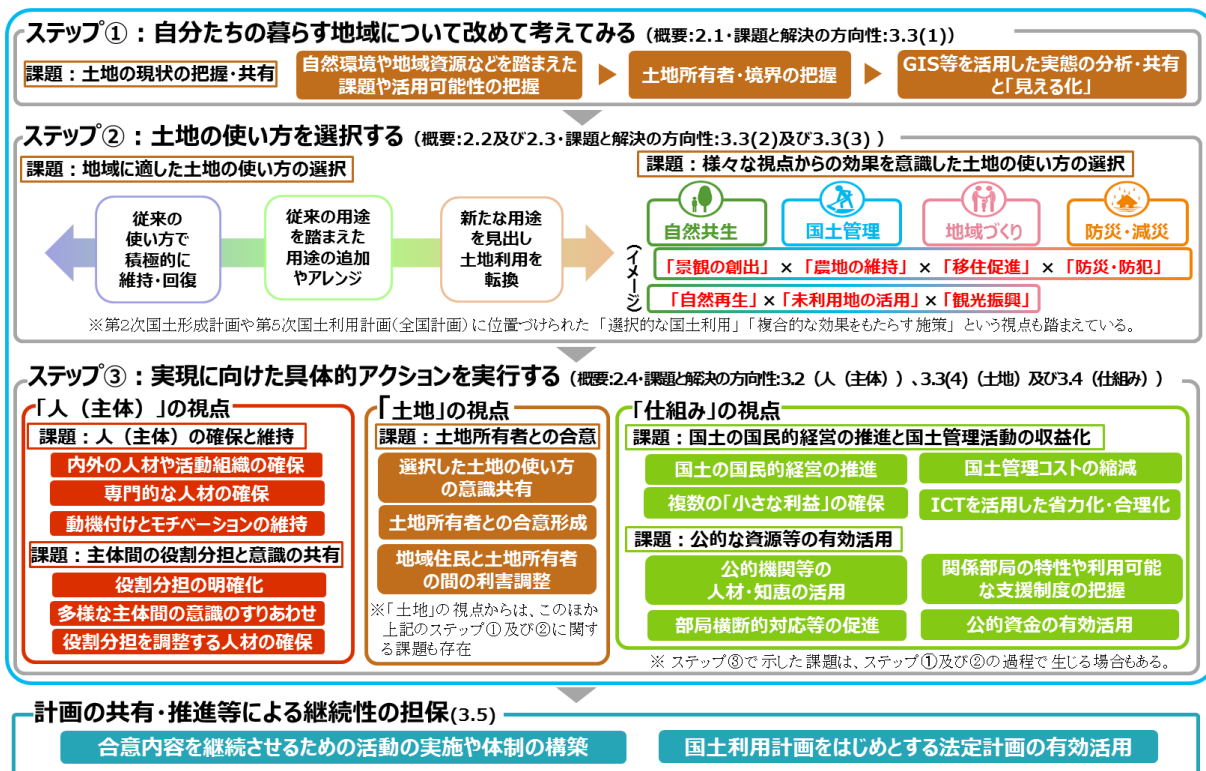 ステップ①：自分たちの暮らす地域について改めて考えてみる（概要:2.1・課題と解決の方向性:3.3(1)）
課題：土地の現状の把握・共有
自然環境や地域資源などを踏まえた
課題や活用可能性の把握
土地所有者・境界の把握
GIS等を活用した実態の分析・共有
と「見える化」
ステップ②：土地の使い方を選択する（概要:2.2及び2.3・課題と解決の方向性:3.3(2)及び3.3(3) ）
課題：地域に適した土地の使い方の選択
従来の
使い方で
積極的に
維持・回復
従来の用途
を踏まえた
用途の追加
やアレンジ
新たな用途
を見出し
土地利用を
転換
課題：様々な視点からの効果を意識した土地の使い方の選択
自然共生
国土管理
地域づくり
防災・減災
（イメージ）
「景観の創出」×「農地の維持」×「移住促進」×「防災・防犯」
「自然再生」×「未利用地の活用」×「観光振興」
※第2次国土形成計画や第5次国土利用計画(全国計画)に位置づけられた「選択的な国土利用」「複合的な効果をもたらす施策」という視点も踏まえている。
ステップ③：実現に向けた具体的アクションを実行する（概要:2.4・課題と解決の方向性:3.2（人（主体））、3.3(4)（土地）及び3.4（仕組み））
「人（主体）」の視点
課題：人（主体）の確保と維持
内外の人材や活動組織の確保
専門的な人材の確保
動機付けとモチベーションの維持
課題：主体間の役割分担と意識の共有
役割分担の明確化
多様な主体間の意識のすりあわせ
役割分担を調整する人材の確保
「土地」の視点
課題：土地所有者との合意
選択した土地の使い方
の意識共有
土地所有者との合意形成
地域住民と土地所有者
の間の利害調整
※「土地」の視点からは、このほか
上記のステップ①及び②に関す
る課題も存在
「仕組み」の視点
課題：国土の国民的経営の推進と国土管理活動の収益化
国土の国民的経営の推進
国土管理コストの縮減
複数の「小さな利益」の確保
ICTを活用した省力化・合理化
課題：公的な資源等の有効活用
公的機関等の
人材・知恵の活用
関係部局の特性や利用可能
な支援制度の把握
部局横断的対応等の促進
公的資金の有効活用
※ ステップ③で示した課題は、ステップ①及び②の過程で生じる場合もある。
計画の共有・推進等による継続性の担保(3.5)
合意内容を継続させるための活動の実施や体制の構築
国土利用計画をはじめとする法定計画の有効活用